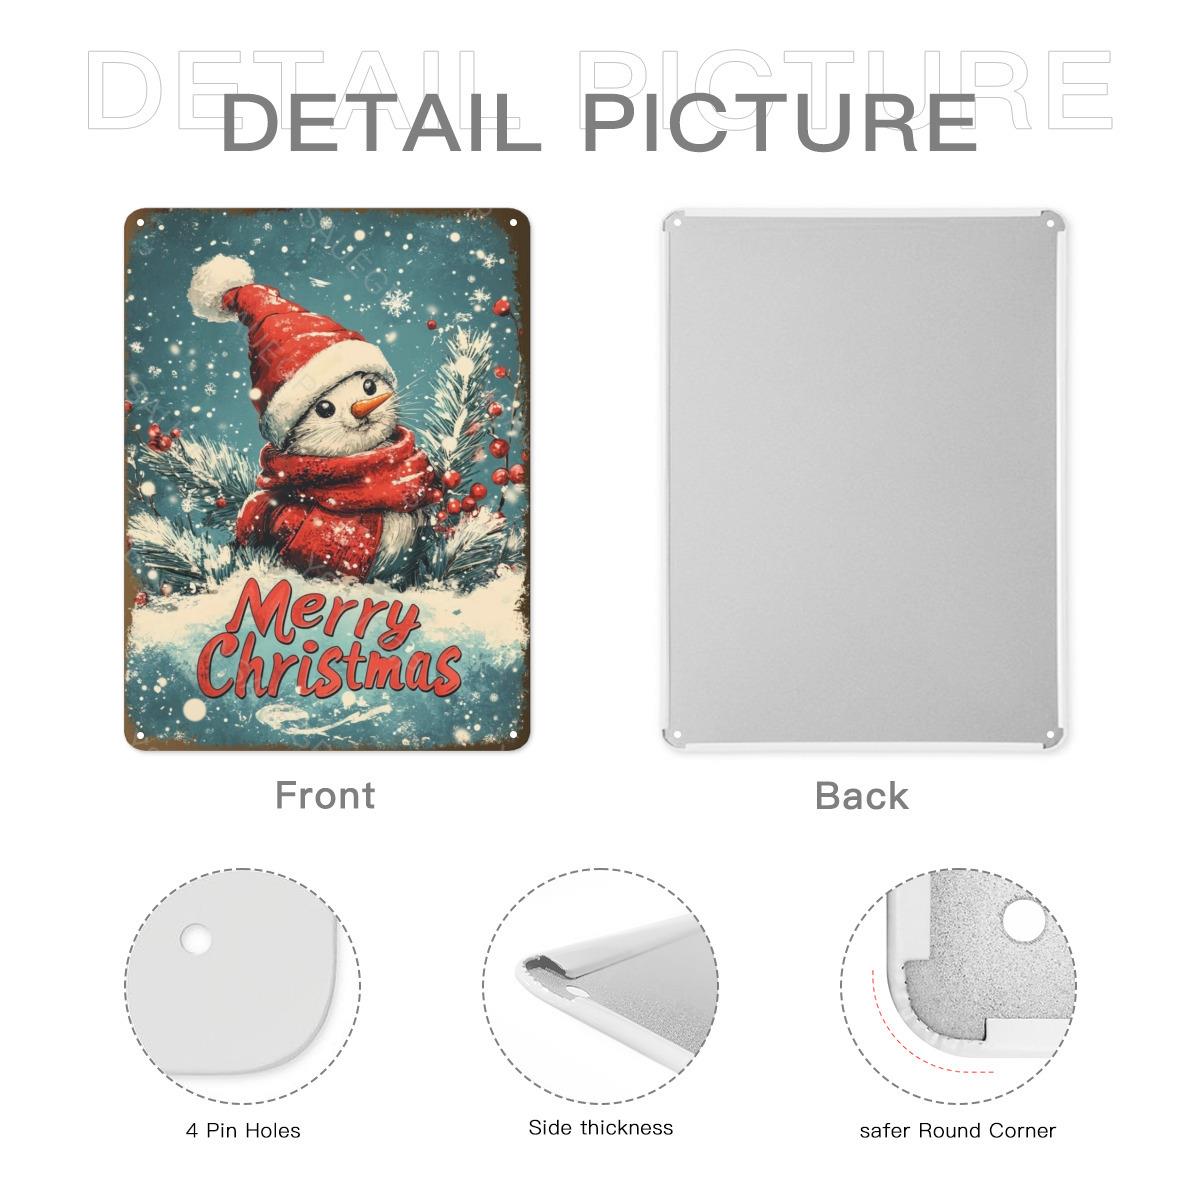 DETAIL PICTURE
DETAIL PICTURE
Merry
Christmas
Front
Back
4 Pin Holes
Side thickness
safer Round Corner